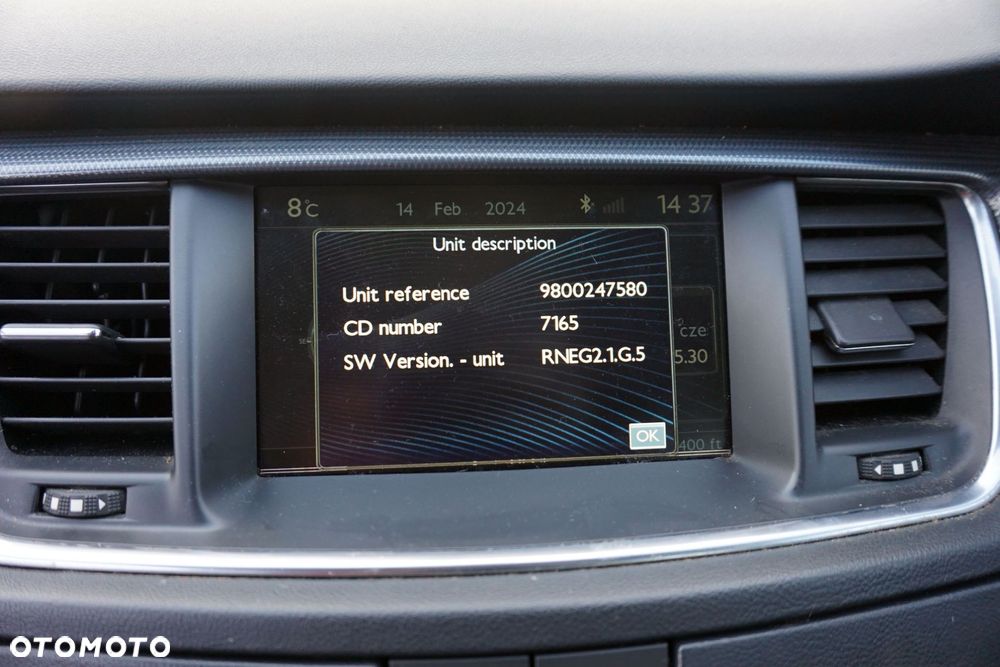 8°C 14 Feb 2024 14 37
Unit description
Unit reference 9800247580
CD number 7165
SW Version. - unit RNEG2.1.G.5
cze
5.30
OK
400 ft
OTOMOTO